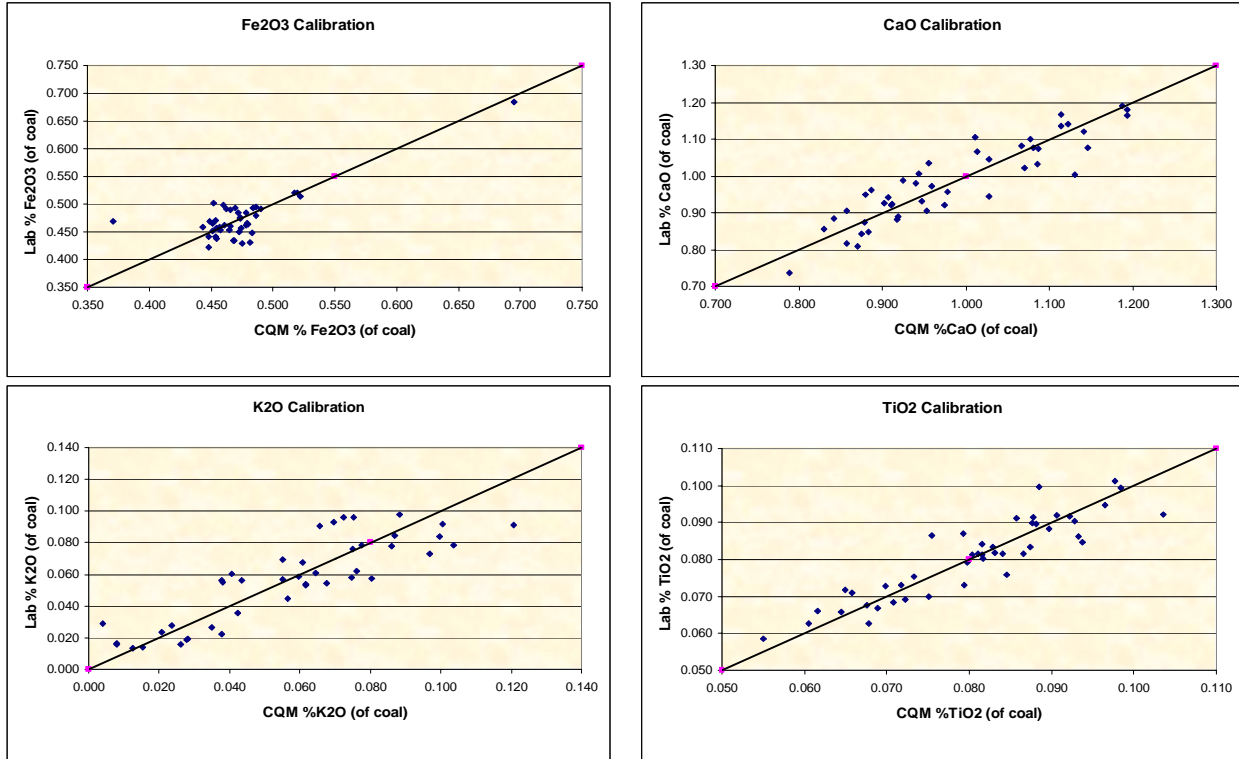 Fe2O3 Calibration
Lab % Fe2O3 (of coal)
0.750
0.700
0.650
0.600
0.550
0.500
0.450
0.400
0.350
0.350 0.400 0.450 0.500 0.550 0.600 0.650 0.700 0.750
CQM % Fe2O3 (of coal)
CaO Calibration
Lab % CaO (of coal)
1.30
1.20
1.10
1.00
0.90
0.80
0.70
0.700 0.800 0.900 1.000 1.100 1.200 1.300
CQM %CaO (of coal)
K2O Calibration
Lab % K2O (of coal)
0.140
0.120
0.100
0.080
0.060
0.040
0.020
0.000
0.000 0.020 0.040 0.060 0.080 0.100 0.120 0.140
CQM %K2O (of coal)
TiO2 Calibration
Lab % TiO2 (of coal)
0.110
0.100
0.090
0.080
0.070
0.060
0.050
0.050 0.060 0.070 0.080 0.090 0.100 0.110
CQM %TiO2 (of coal)